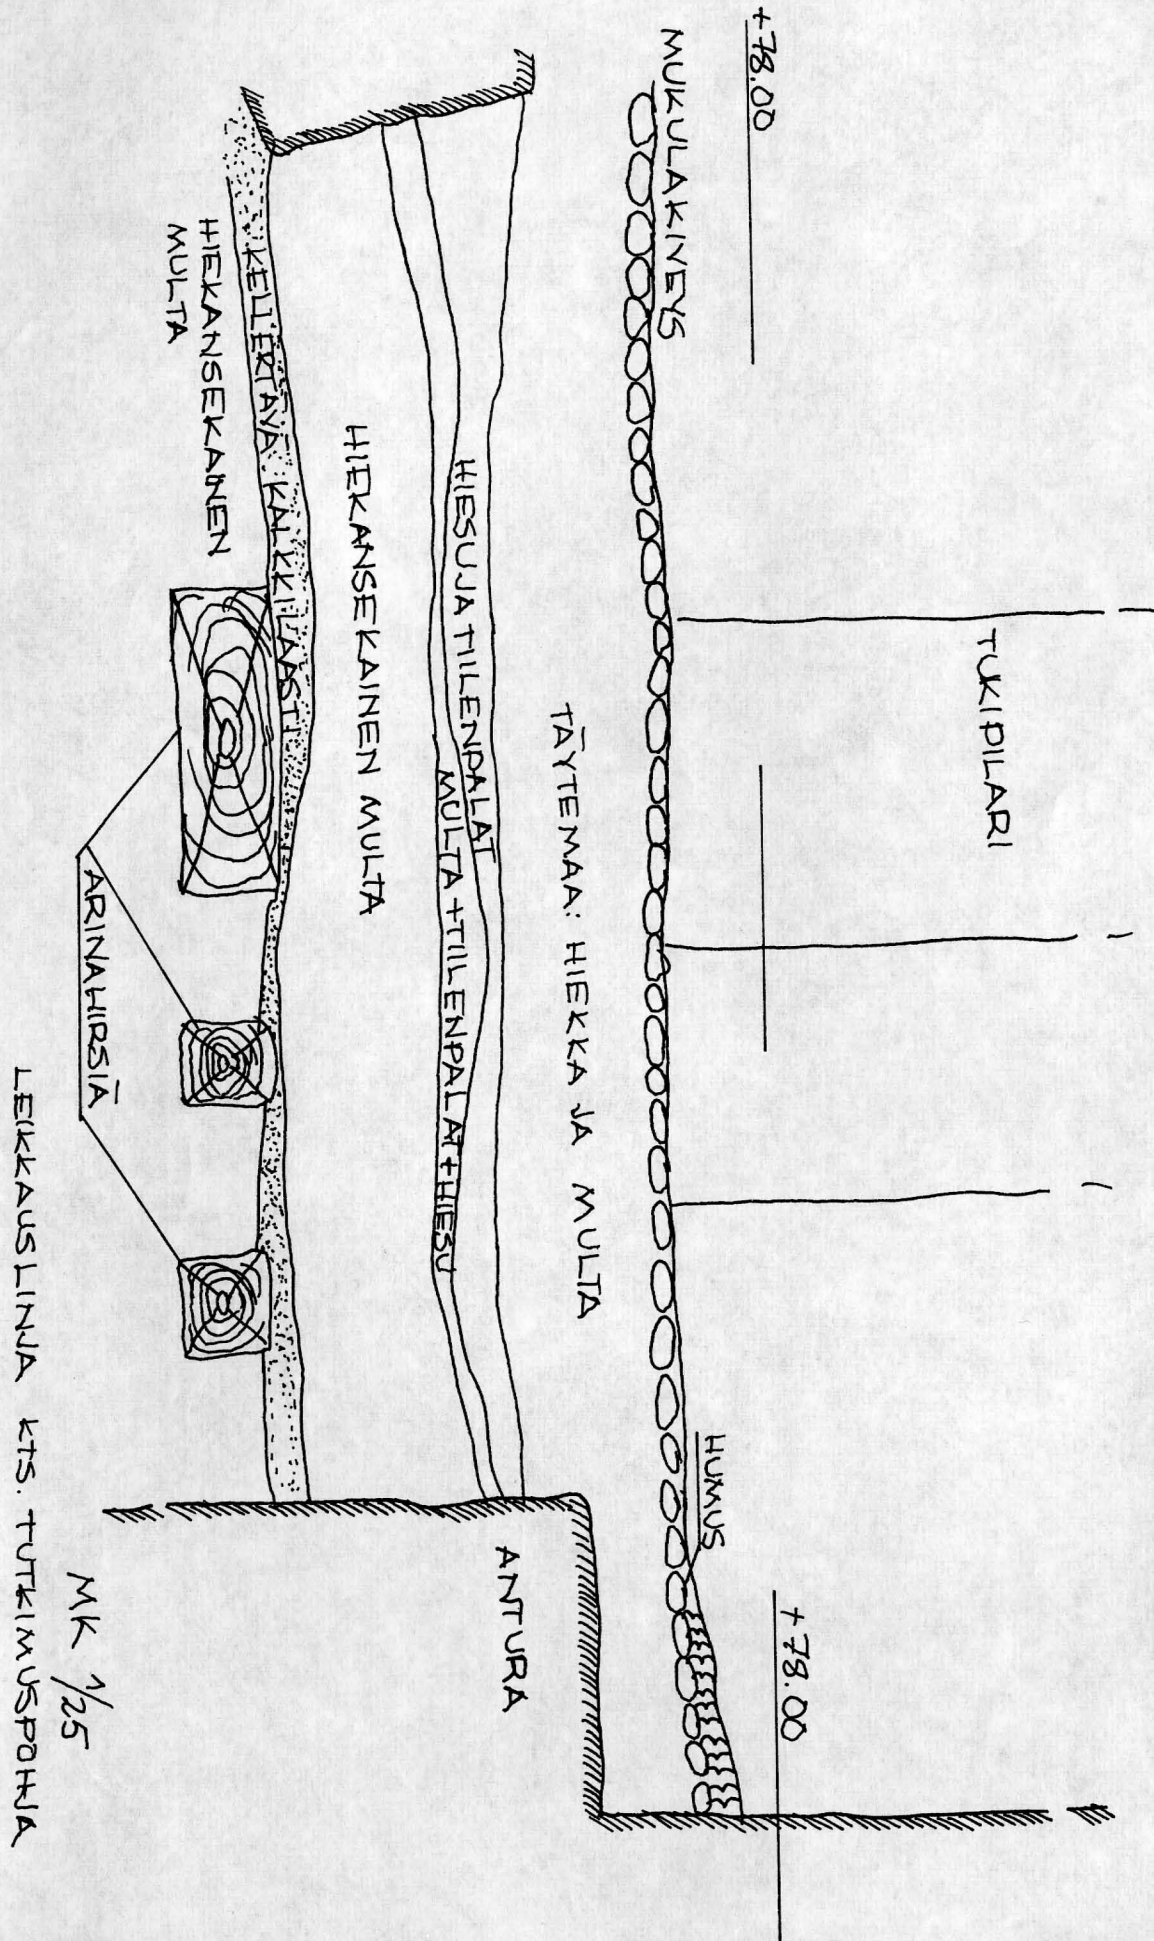 TUKIPILARI
+78.00
+78.00
MUKULAKIVEYS
HUMUS
TÄYTEMAA: HIEKKA JA MULTA
ANTURA
HIESUJA TIILENPALAT
MULTA +TIILENPALAT+HIESU
HIEKANSEKAINEN MULTA
KELLERTAVÄ KALKKILAASTI
HIEKANSEKAINEN
MULTA
ARINAHIRSIÄ
MK 1/25
LEIKKAUSLINJA KTS. TUTKIMUSPOHJA